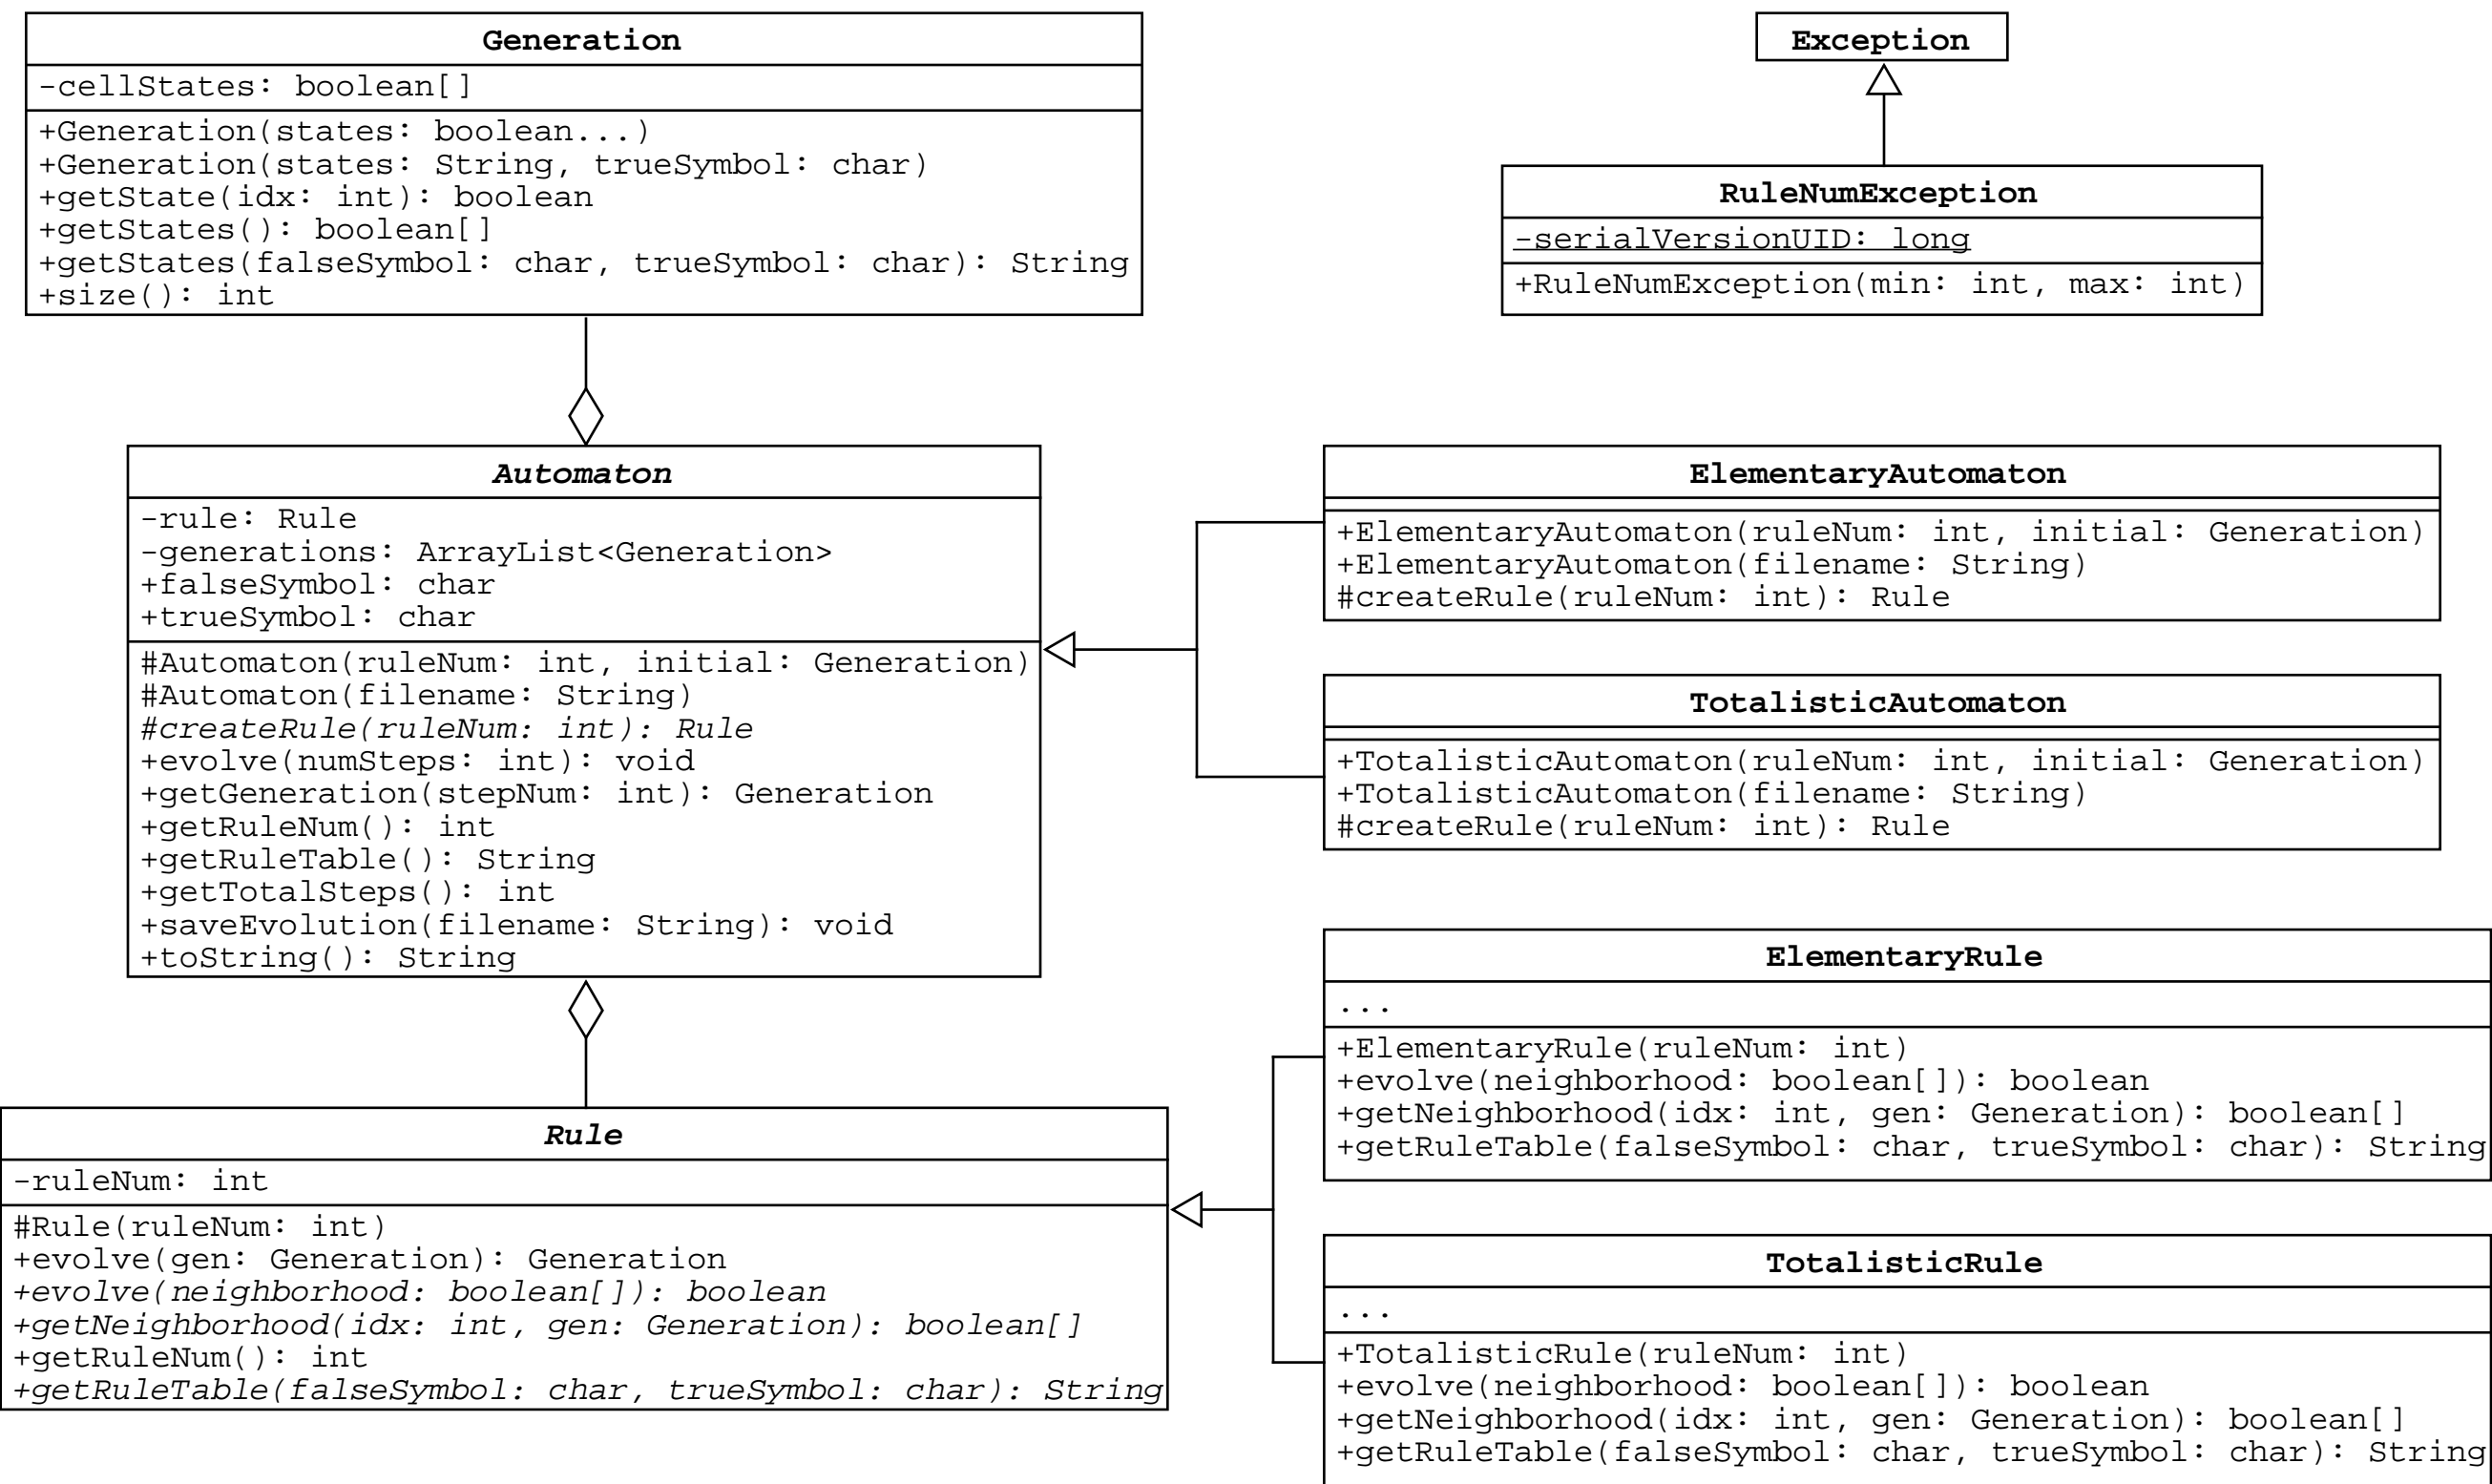 Generation
-cellStates: boolean[]
+Generation(states: boolean...)
+Generation(states: String, trueSymbol: char)
+getState(idx: int): boolean
+getStates(): boolean[]
+getStates(falseSymbol: char, trueSymbol: char): String
+size(): int
Exception
RuleNumException
-serialVersionUID: long
+RuleNumException(min: int, max: int)
Automaton
-rule: Rule
-generations: ArrayList<Generation>
+falseSymbol: char
+trueSymbol: char
#Automaton(ruleNum: int, initial: Generation)
#Automaton(filename: String)
#createRule(ruleNum: int): Rule
+evolve(numSteps: int): void
+getGeneration(stepNum: int): Generation
+getRuleNum(): int
+getRuleTable(): String
+getTotalSteps(): int
+saveEvolution(filename: String): void
+toString(): String
ElementaryAutomaton
+ElementaryAutomaton(ruleNum: int, initial: Generation)
+ElementaryAutomaton(filename: String)
#createRule(ruleNum: int): Rule
TotalisticAutomaton
+TotalisticAutomaton(ruleNum: int, initial: Generation)
+TotalisticAutomaton(filename: String)
#createRule(ruleNum: int): Rule
Rule
-ruleNum: int
#Rule(ruleNum: int)
+evolve(gen: Generation): Generation
+evolve(neighborhood: boolean[]): boolean
+getNeighborhood(idx: int, gen: Generation): boolean[]
+getRuleNum(): int
+getRuleTable(falseSymbol: char, trueSymbol: char): String
ElementaryRule
...
+ElementaryRule(ruleNum: int)
+evolve(neighborhood: boolean[]): boolean
+getNeighborhood(idx: int, gen: Generation): boolean[]
+getRuleTable(falseSymbol: char, trueSymbol: char): String
TotalisticRule
...
+TotalisticRule(ruleNum: int)
+evolve(neighborhood: boolean[]): boolean
+getNeighborhood(idx: int, gen: Generation): boolean[]
+getRuleTable(falseSymbol: char, trueSymbol: char): String